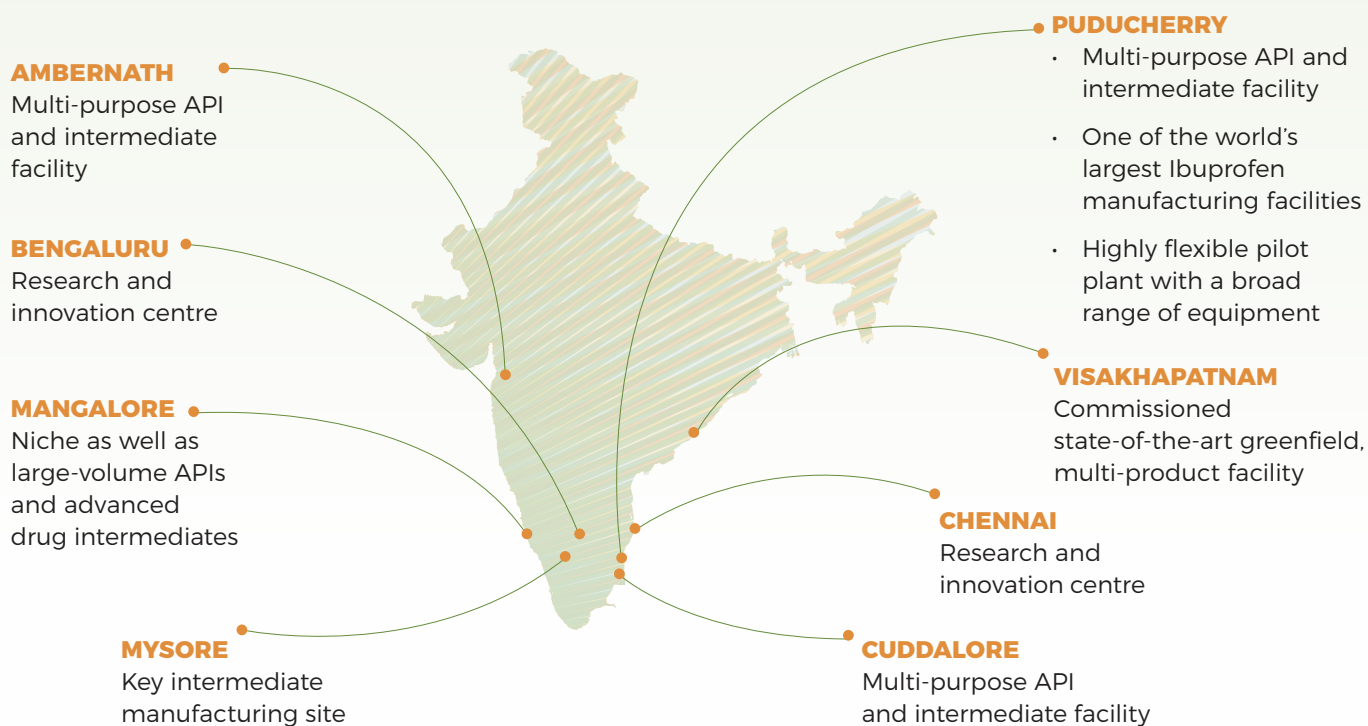 AMBERNATH
Multi-purpose API
and intermediate
facility
BENGALURU
Research and
innovation centre
MANGALORE
Niche as well as
large-volume APIs
and advanced
drug intermediates
MYSORE
Key intermediate
manufacturing site
PUDUCHERRY
• Multi-purpose API and
intermediate facility
• One of the world’s
largest Ibuprofen
manufacturing facilities
• Highly flexible pilot
plant with a broad
range of equipment
VISAKHAPATNAM
Commissioned
state-of-the-art greenfield,
multi-product facility
CHENNAI
Research and
innovation centre
CUDDALORE
Multi-purpose API
and intermediate facility